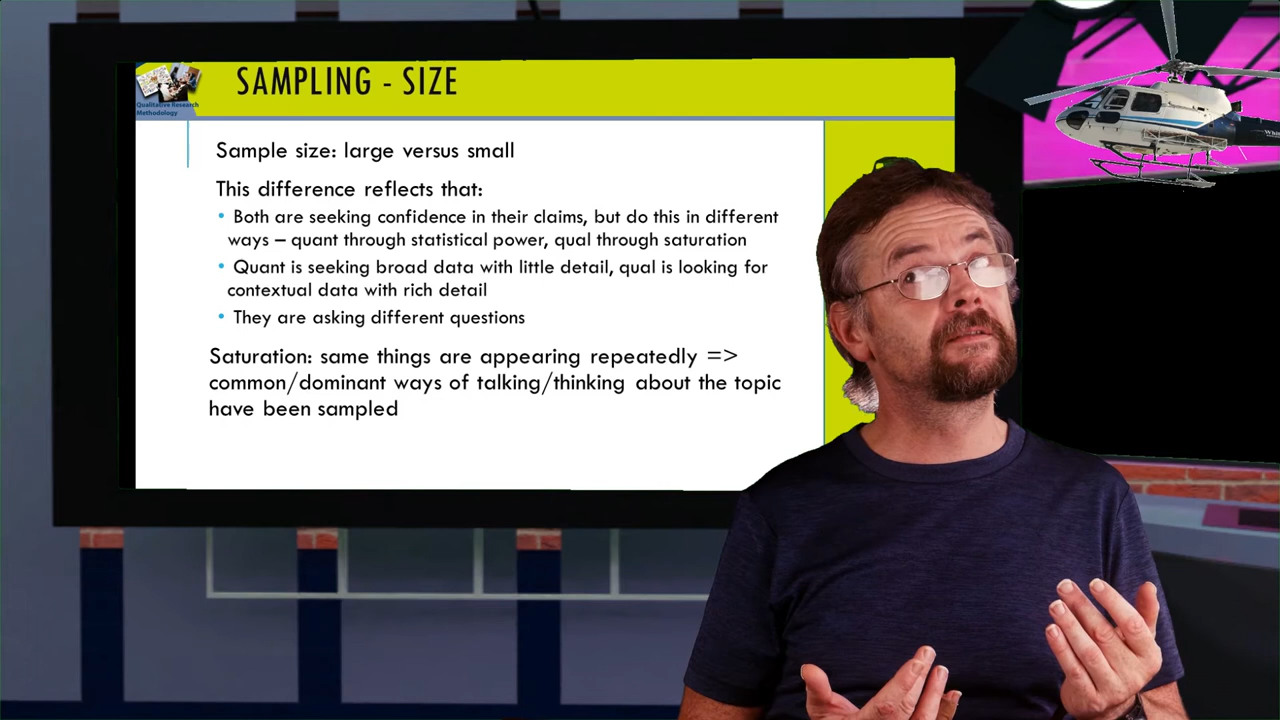 SAMPLING - SIZE
Qualitative Research
Methodology
Sample size: large versus small
This difference reflects that:
• Both are seeking confidence in their claims, but do this in different
ways – quant through statistical power, qual through saturation
• Quant is seeking broad data with little detail, qual is looking for
contextual data with rich detail
• They are asking different questions
Saturation: same things are appearing repeatedly =>
common/dominant ways of talking/thinking about the topic
have been sampled